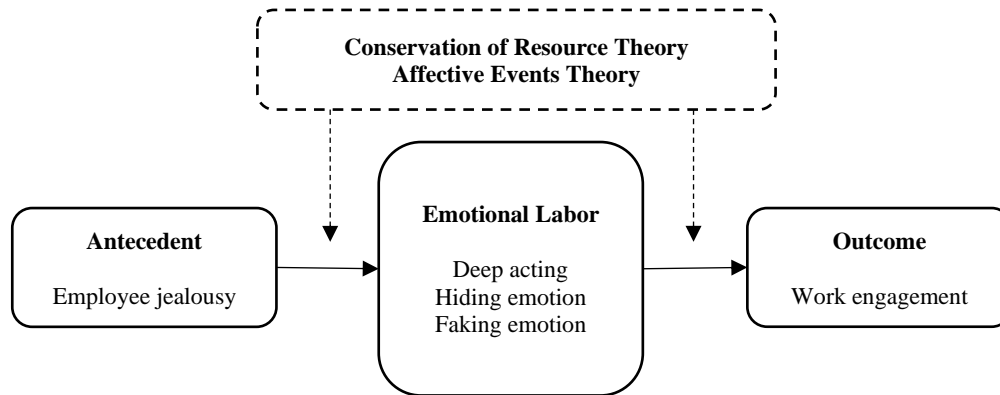 Conservation of Resource Theory
Affective Events Theory
Antecedent
Employee jealousy
Emotional Labor
Deep acting
Hiding emotion
Faking emotion
Outcome
Work engagement